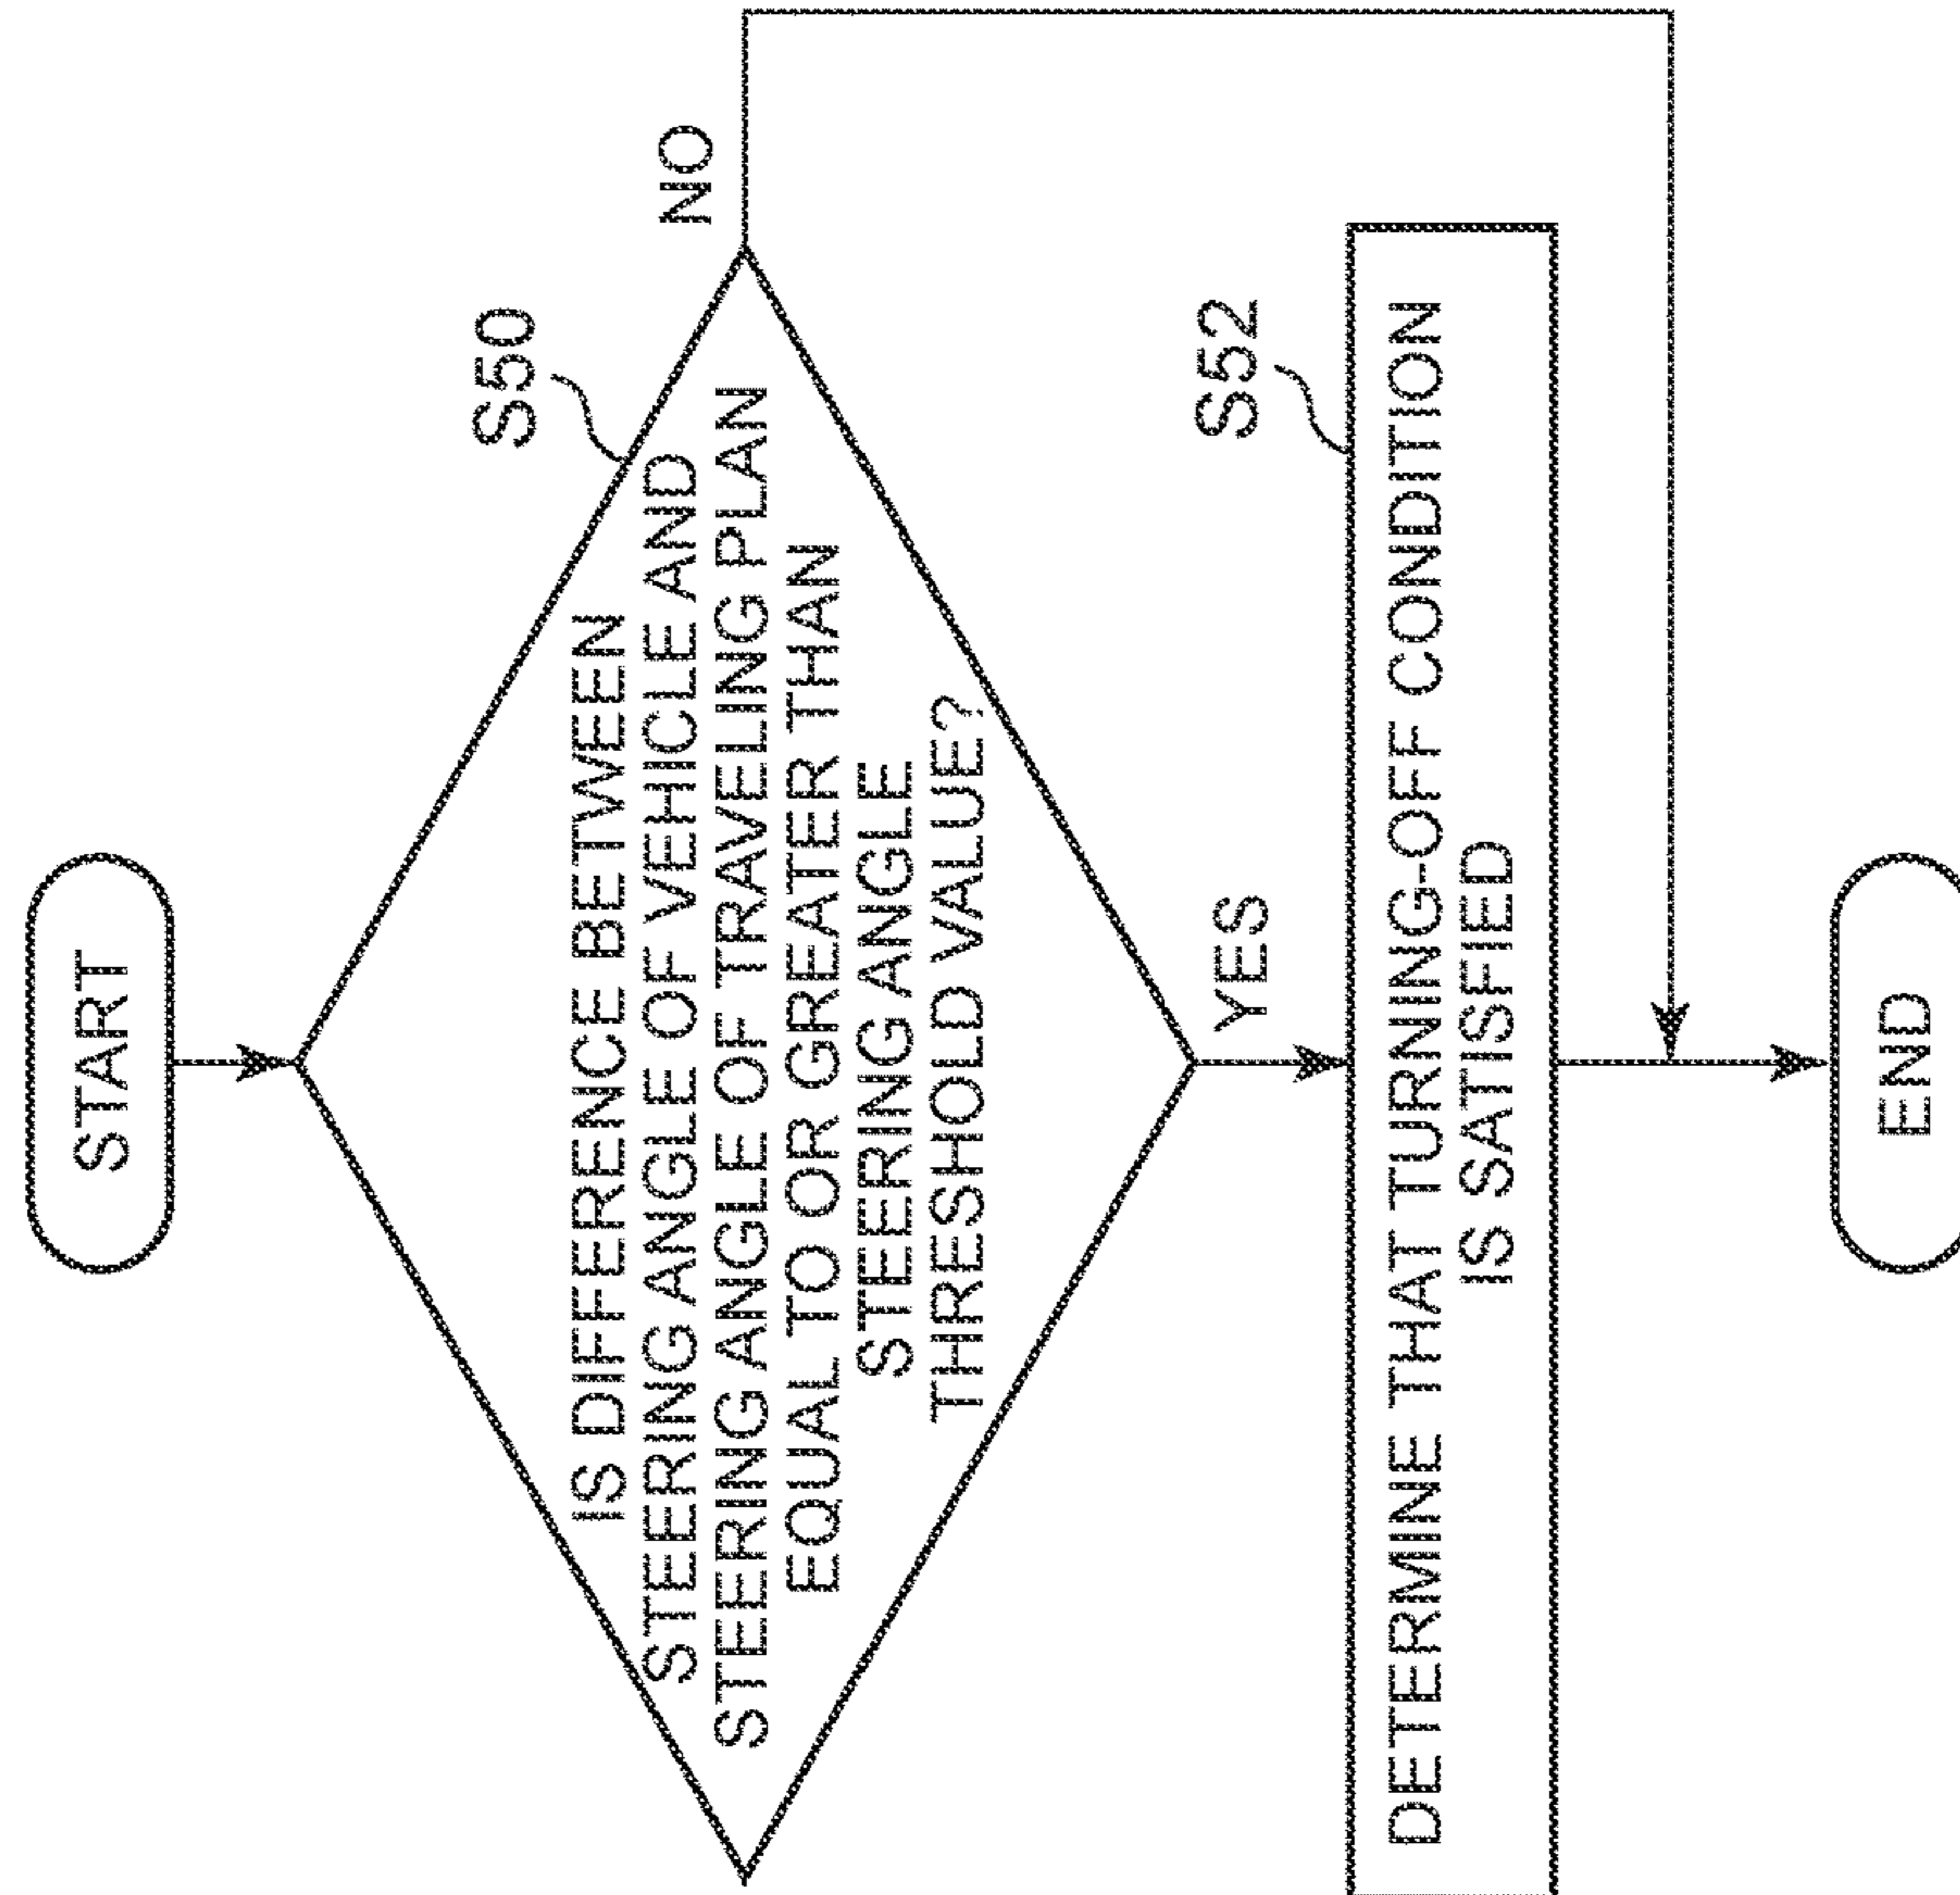 START
S50
IS DIFFERENCE BETWEEN
STEERING ANGLE OF VEHICLE AND
STEERING ANGLE OF TRAVELING PLAN
EQUAL TO OR GREATER THAN
STEERING ANGLE
THRESHOLD VALUE?
NO
YES
S52
DETERMINE THAT TURNING-OFF CONDITION
IS SATISFIED
END